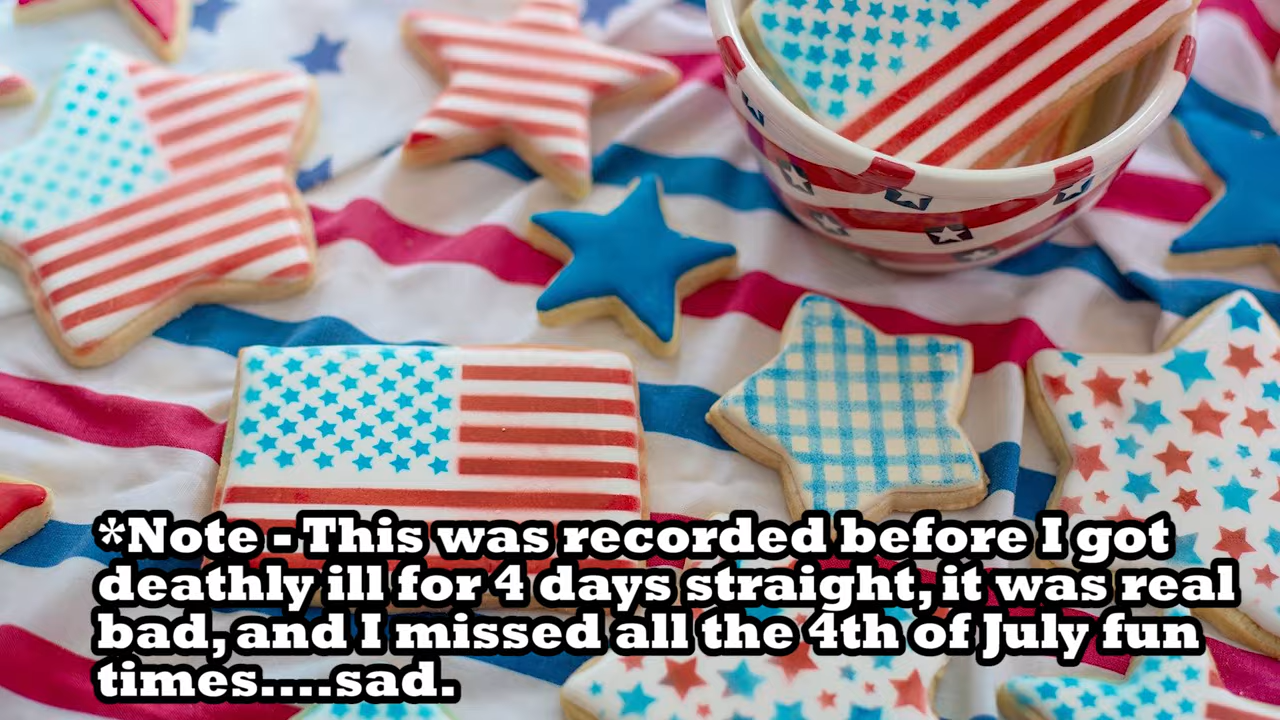 *Note - This was recorded before I got
deathly ill for 4 days straight, it was real
bad, and I missed all the 4th of July fun
times....sad.